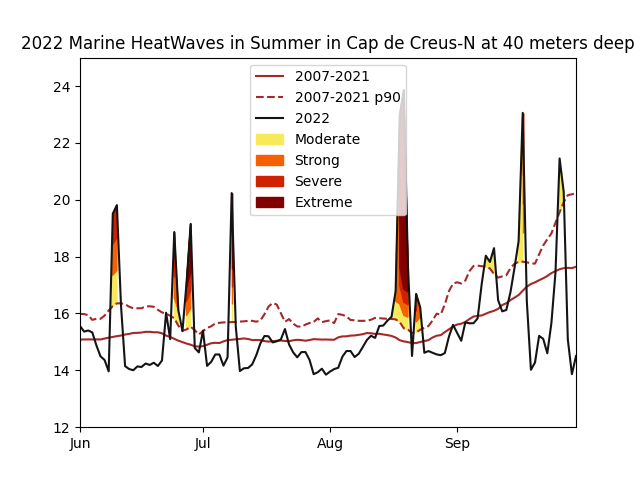 2022 Marine HeatWaves in Summer in Cap de Creus-N at 40 meters deep
2007-2021
2007-2021 p90
2022
Moderate
Strong
Severe
Extreme
24
22
20
18
16
14
12
Jun
Jul
Aug
Sep